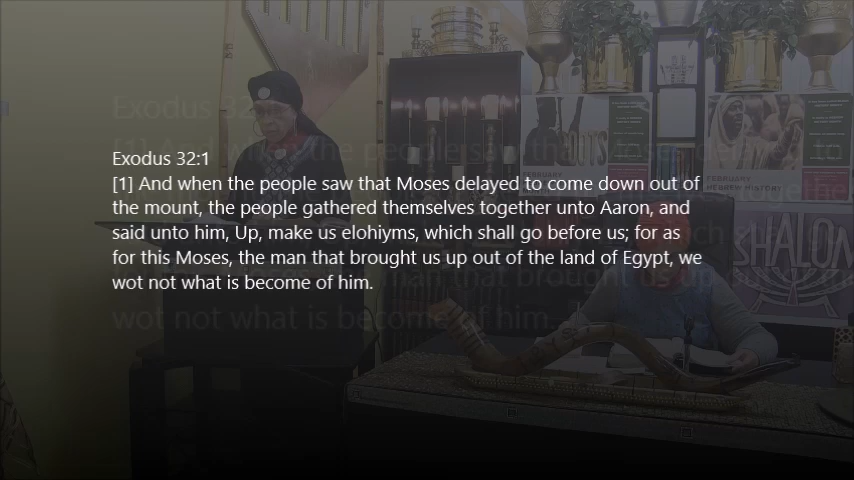 Exodus 32:1
[1] And when the people saw that Moses delayed to come down out of
the mount, the people gathered themselves together unto Aaron, and
said unto him, Up, make us elohiyms, which shall go before us; for as
for this Moses, the man that brought us up out of the land of Egypt, we
wot not what is become of him.
FEBRUARY
FEBRUARY
HEBREW HISTORY
SHALOM